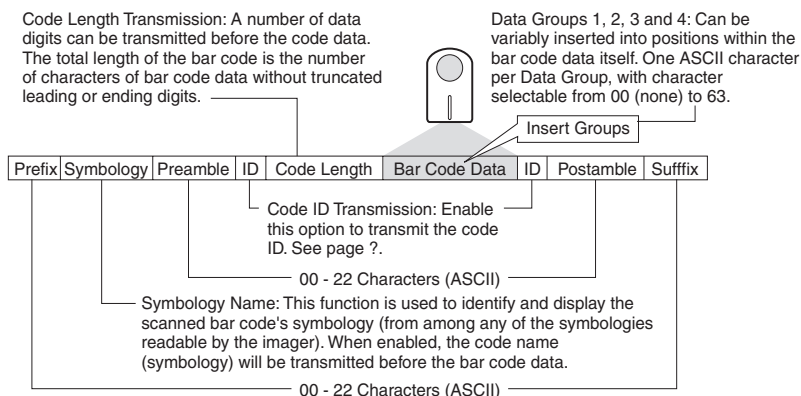 Code Length Transmission: A number of data
digits can be transmitted before the code data.
The total length of the bar code is the number
of characters of bar code data without truncated
leading or ending digits.
Data Groups 1, 2, 3 and 4: Can be
variably inserted into positions within the
bar code data itself. One ASCII character
per Data Group, with character
selectable from 00 (none) to 63.
Insert Groups
Prefix Symbology Preamble ID Code Length Bar Code Data ID Postamble Sufffix
Code ID Transmission: Enable
this option to transmit the code
ID. See page ?.
00 - 22 Characters (ASCII)
Symbology Name: This function is used to identify and display the
scanned bar code's symbology (from among any of the symbologies
readable by the imager). When enabled, the code name
(symbology) will be transmitted before the bar code data.
00 - 22 Characters (ASCII)